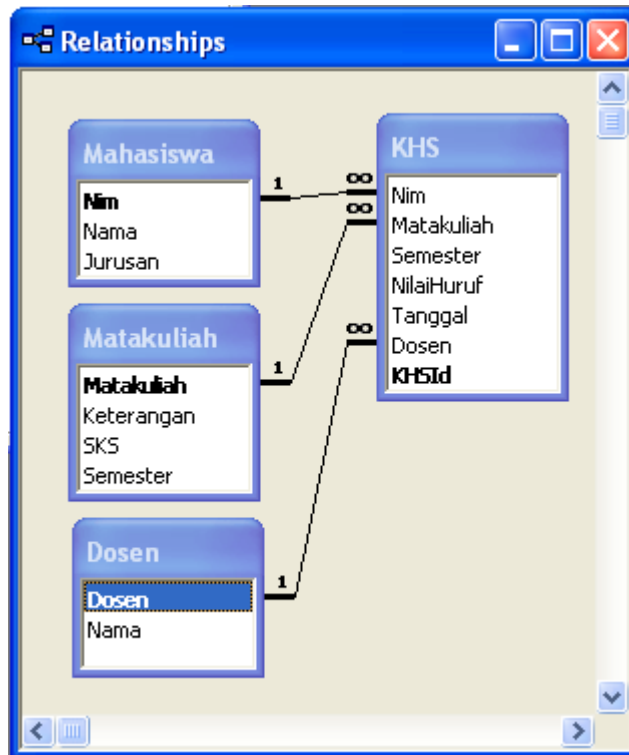 Relationships
Mahasiswa
Nim
Nama
Jurusan
1
∞
KHS
Nim
Matakuliah
Semester
NilaiHuruf
Tanggal
Dosen
KHSId
∞
∞
Matakuliah
Matakuliah
Keterangan
SKS
Semester
1
Dosen
Dosen
Nama
1